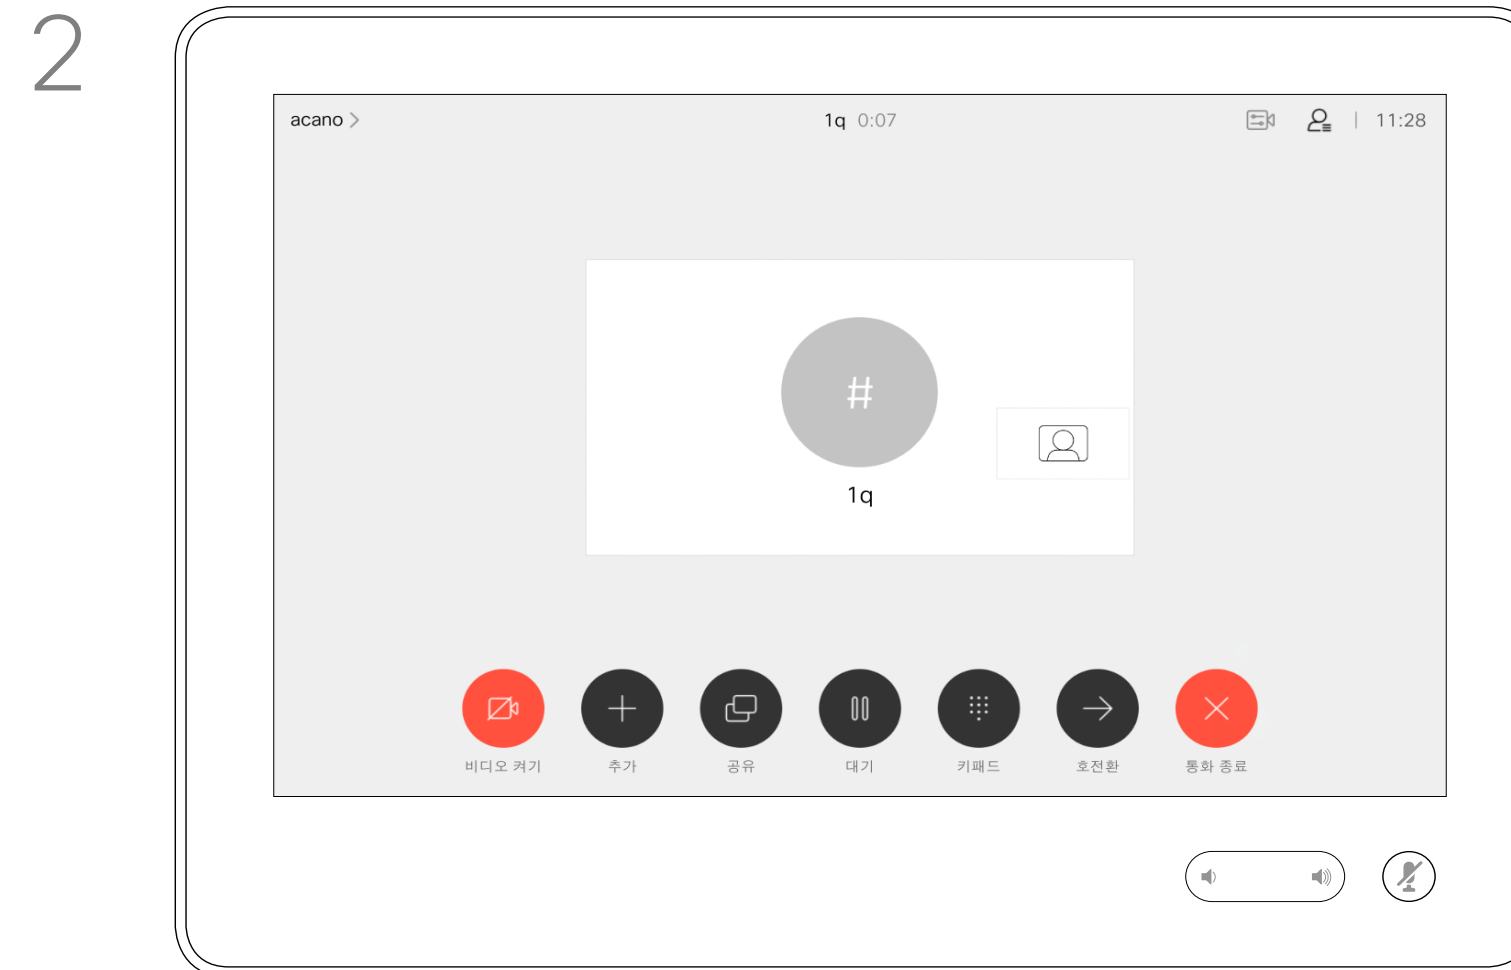 2
acano
1q 0:07
11:28
#
1q
비디오 켜기
추가
공유
대기
키패드
호전환
통화 종료